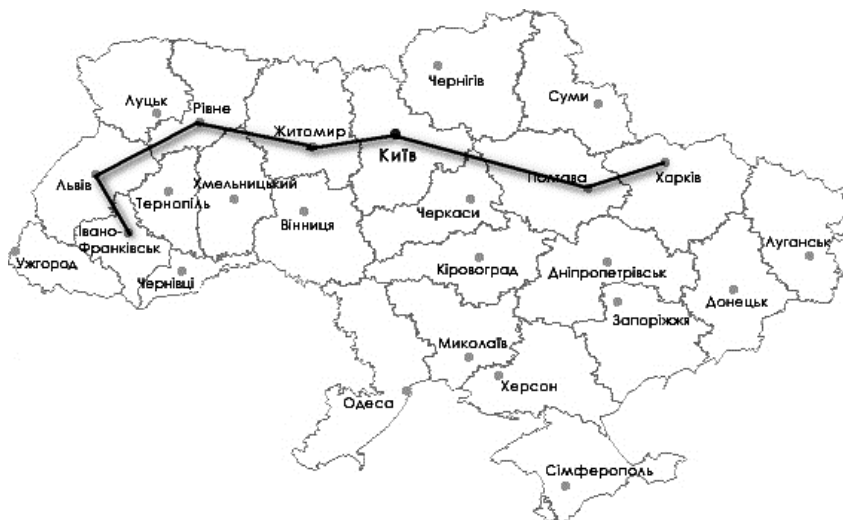 Чернігів
Луцьк
Суми
Рівне
Житомир
Київ
Львів
Хмельницький
Полтава
Харків
Тернопіль
Черкаси
Вінниця
Івано-
Франківськ
Ужгород
Чернівці
Кіровоград
Дніпропетрівськ
Луганськ
Донецьк
Запоріжжя
Миколаїв
Херсон
Одеса
Сімферополь